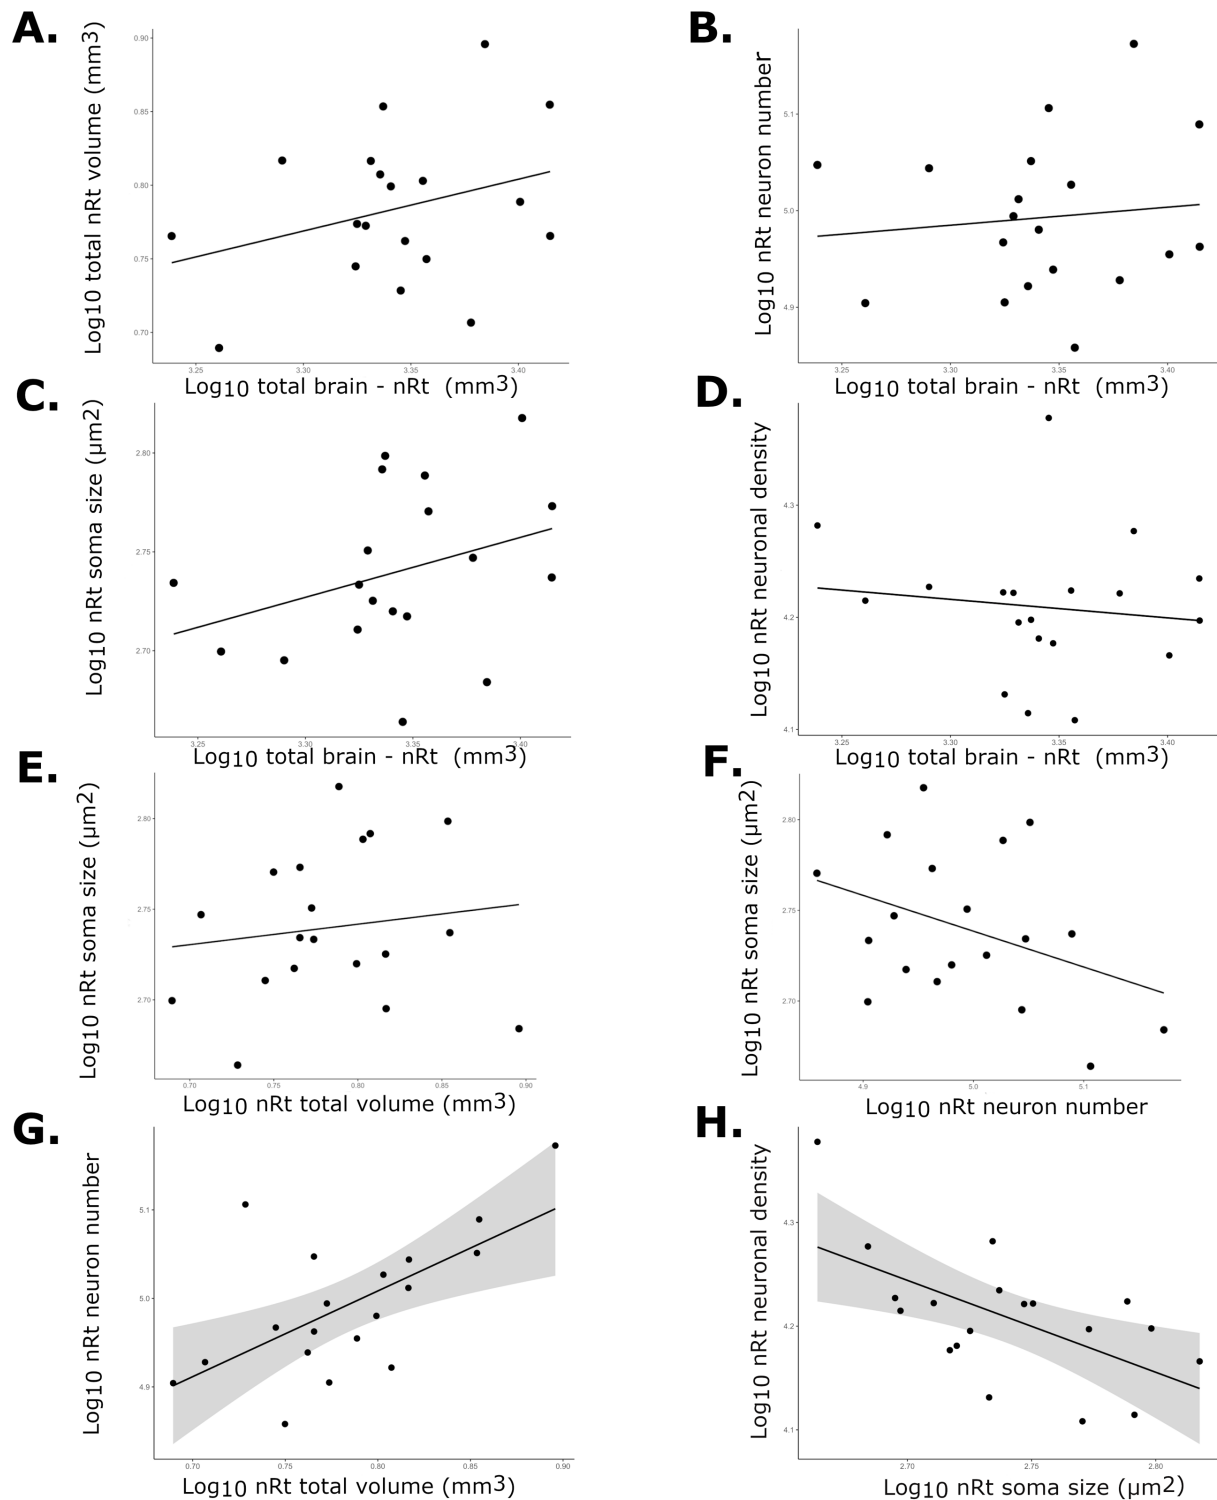 A.
Log10 total nRt volume (mm3)
0.90
0.85
0.80
0.75
0.70
3.25 3.30 3.35 3.40
Log10 total brain - nRt (mm3)
B.
Log10 nRt neuron number
5.1
5.0
4.9
3.25 3.30 3.35 3.40
Log10 total brain - nRt (mm3)
C.
Log10 nRt soma size (µm2)
2.80
2.75
2.70
3.25 3.30 3.35 3.40
Log10 total brain - nRt (mm3)
D.
Log10 nRt neuronal density
4.3
4.2
4.1
3.25 3.30 3.35 3.40
Log10 total brain - nRt (mm3)
E.
Log10 nRt soma size (µm2)
2.80
2.75
2.70
0.70 0.75 0.80 0.85 0.90
Log10 nRt total volume (mm3)
F.
Log10 nRt soma size (µm2)
2.80
2.75
2.70
4.9 5.0 5.1
Log10 nRt neuron number
G.
Log10 nRt neuron number
5.1
5.0
4.9
0.70 0.75 0.80 0.85 0.90
Log10 nRt total volume (mm3)
H.
Log10 nRt neuronal density
4.3
4.2
4.1
2.70 2.75 2.80
Log10 nRt soma size (µm2)